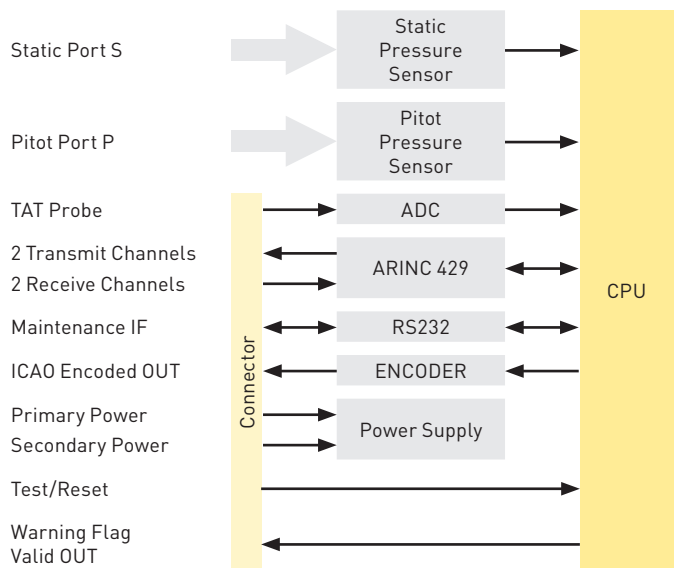 Static Port S
Static
Pressure
Sensor
Pitot Port P
Pitot
Pressure
Sensor
TAT Probe
ADC
2 Transmit Channels
2 Receive Channels
ARINC 429
CPU
Maintenance IF
RS232
Connector
ICAO Encoded OUT
ENCODER
Primary Power
Secondary Power
Power Supply
Test/Reset
Warning Flag
Valid OUT